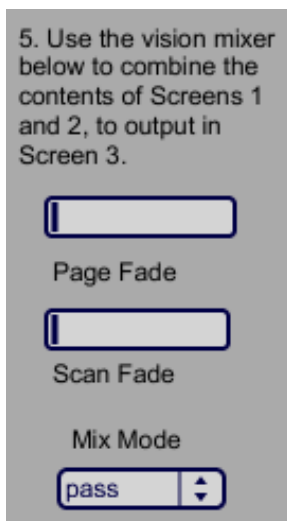 5. Use the vision mixer
below to combine the
contents of Screens 1
and 2, to output in
Screen 3.
Page Fade
Scan Fade
Mix Mode
pass